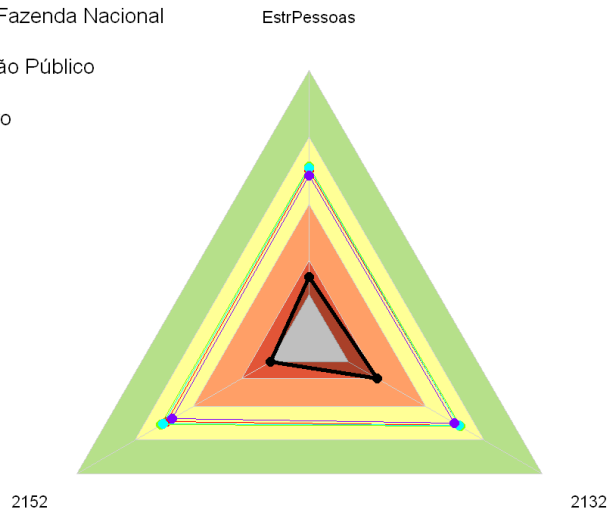 Fazenda Nacional
EstrPessoas
ão Público
o
2152
2132